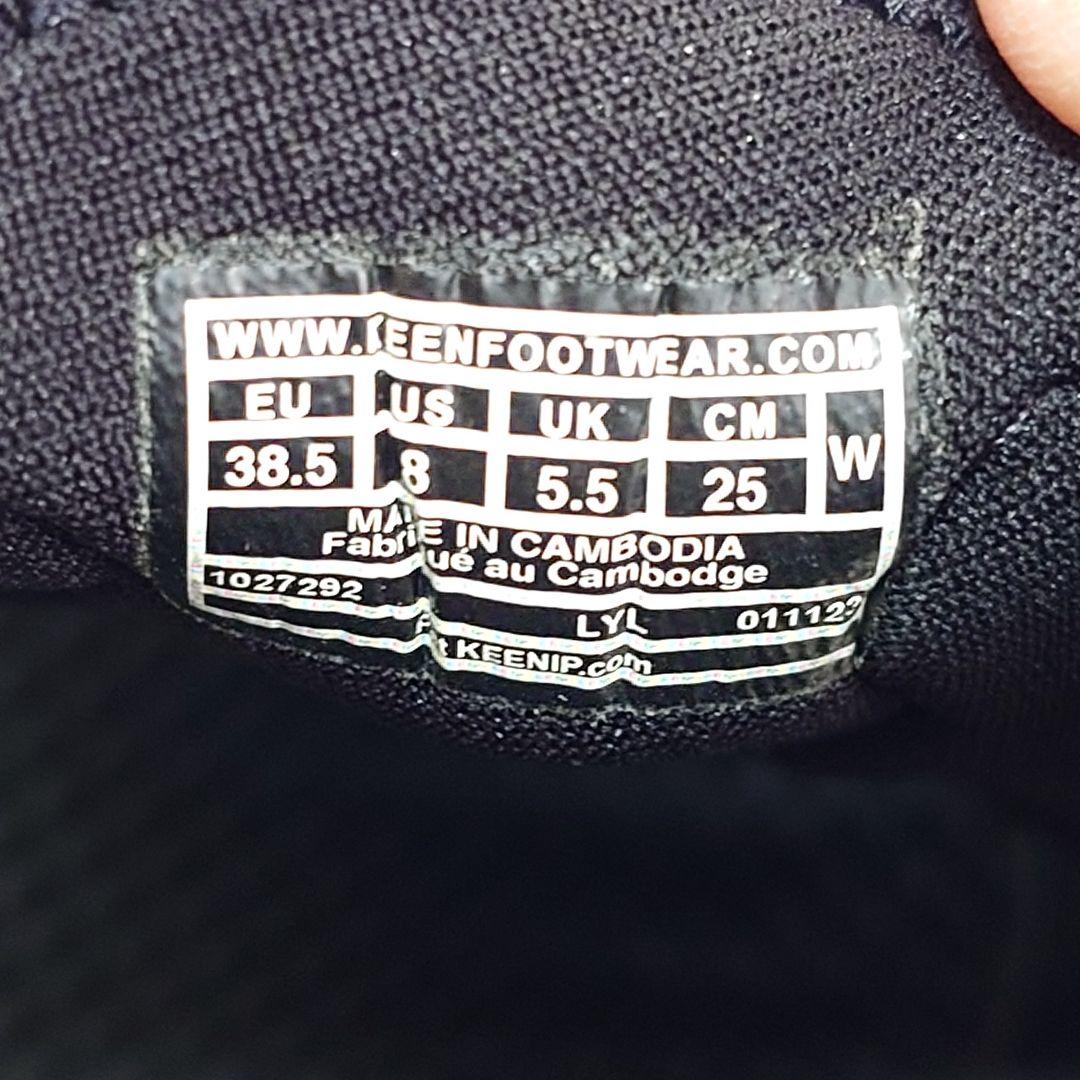 WWW.KEENFOOTWEAR.COM
EU US UK CM W
38.5 8 5.5 25
MADE IN CAMBODIA
Fabriqué au Cambodge
1027292 LYL 011123
KEENIP.com